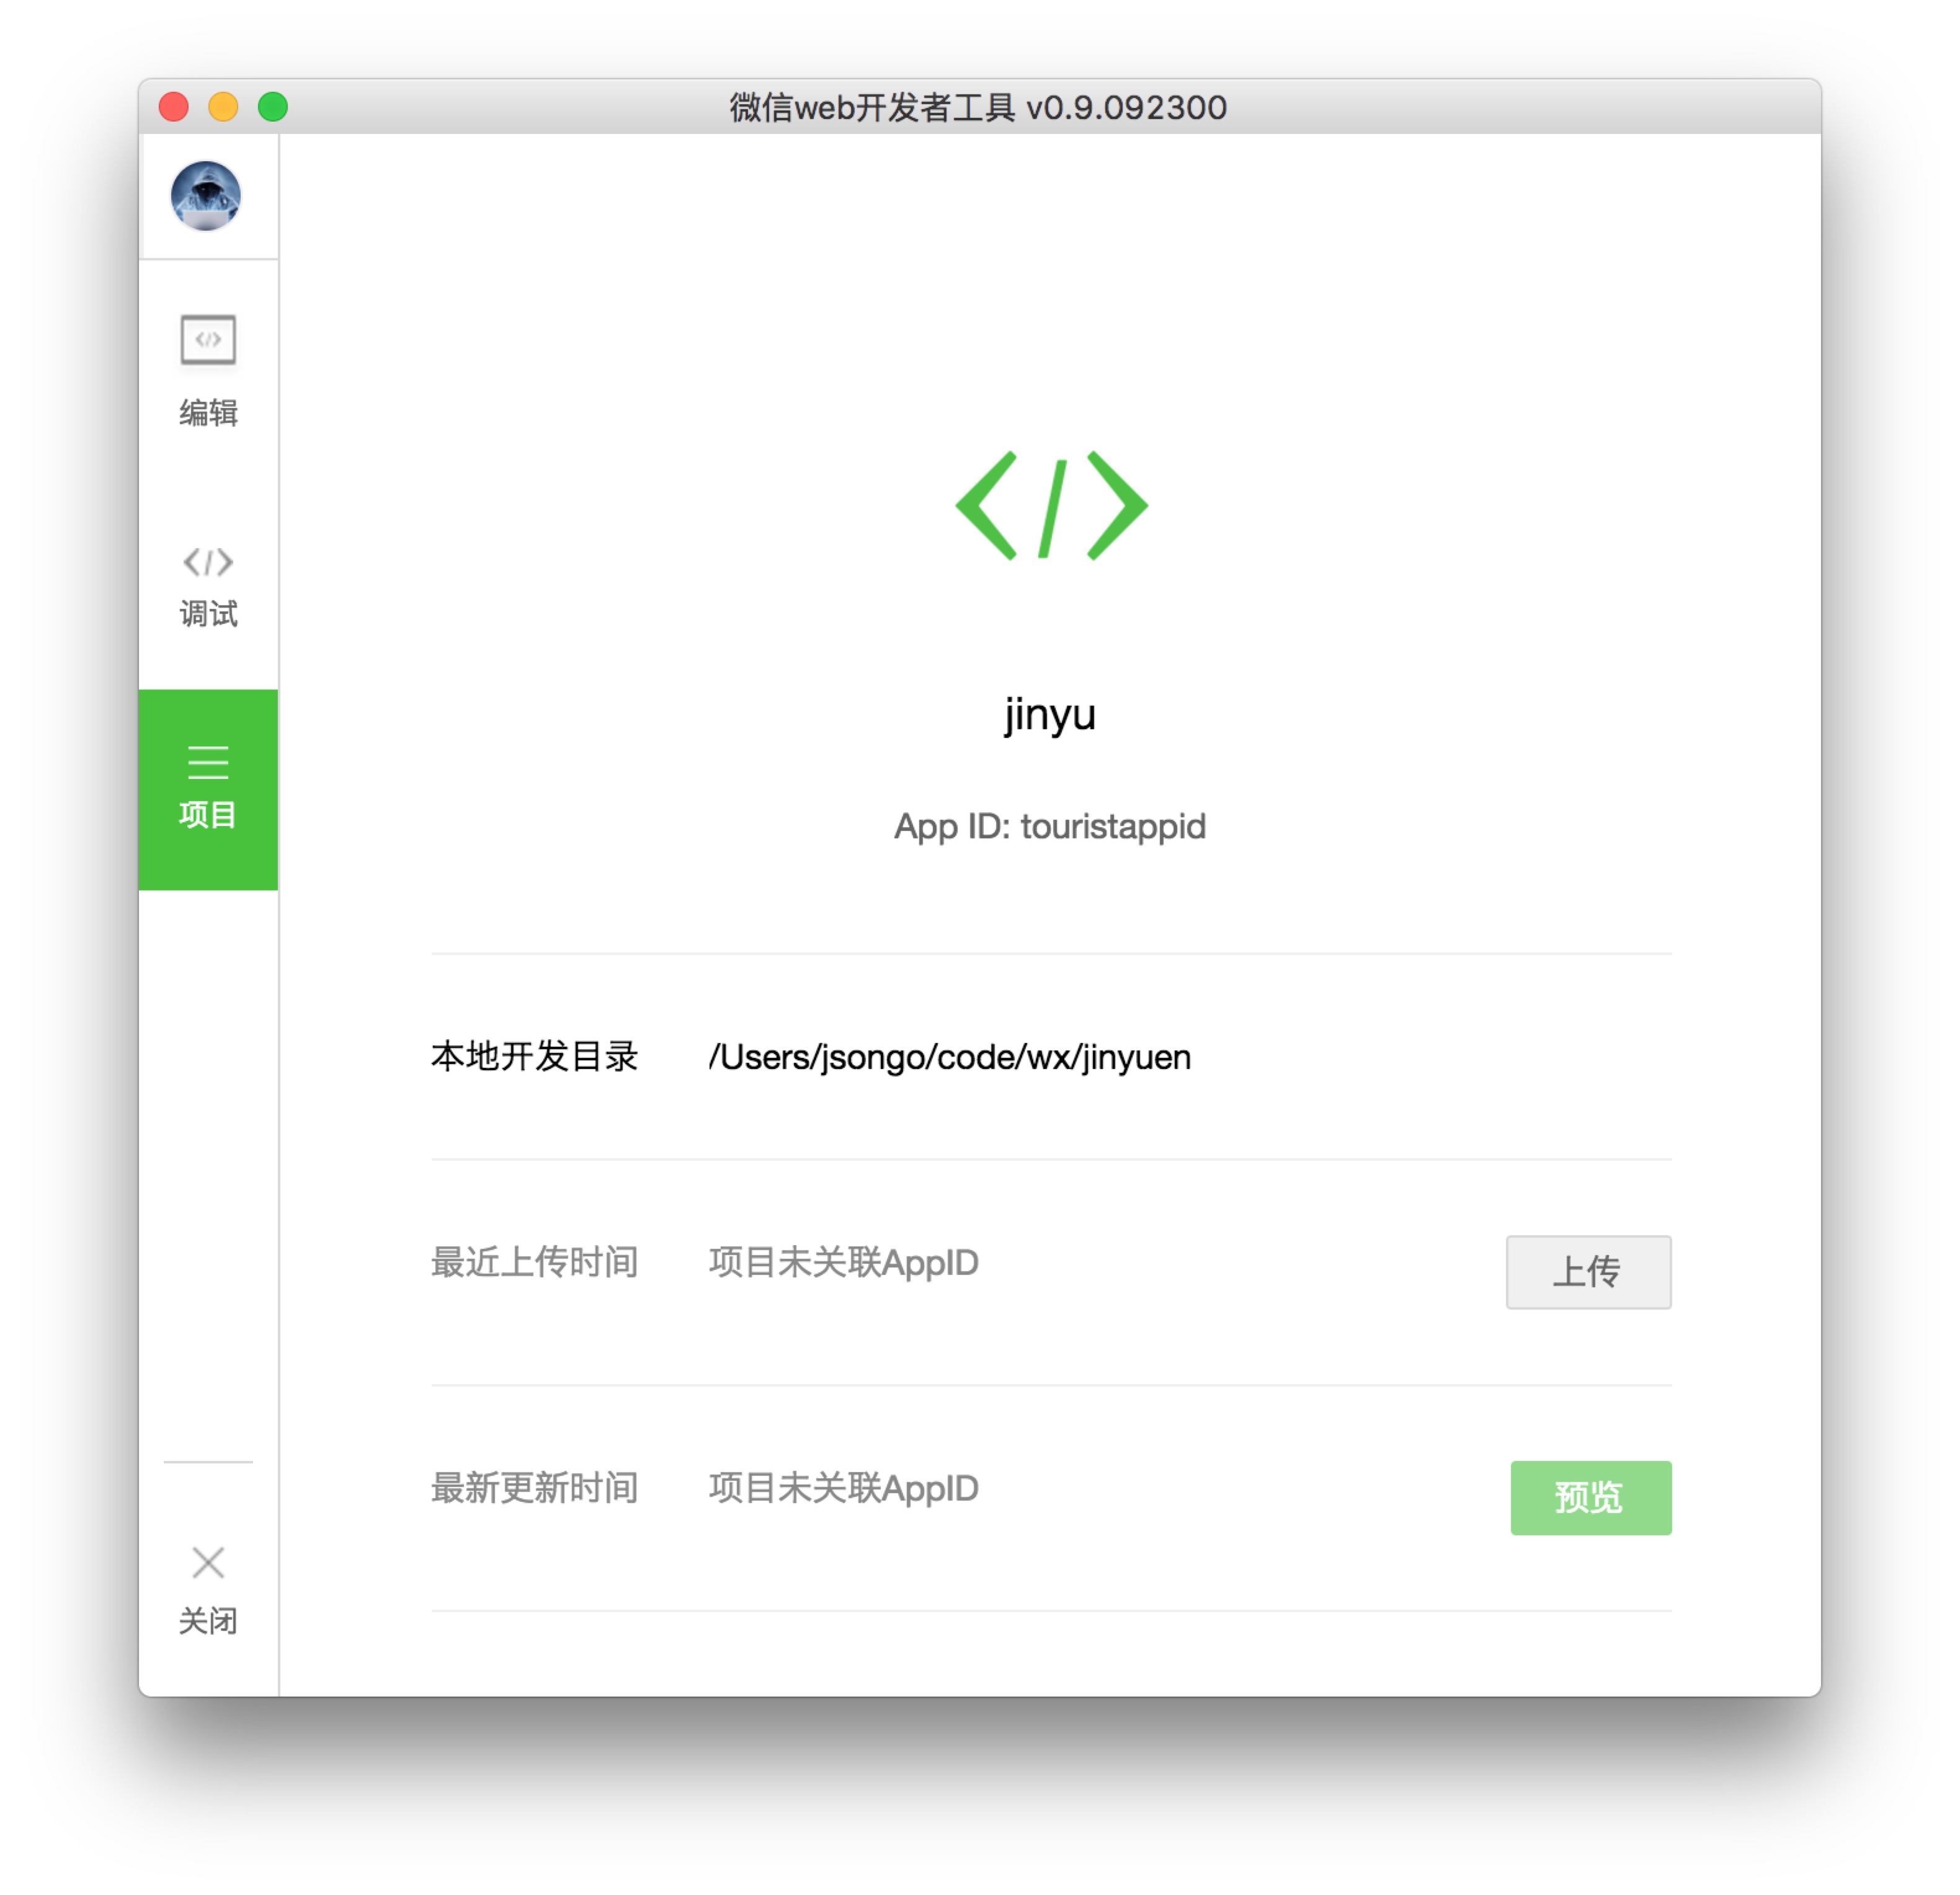 微信web开发者工具 v0.9.092300
编辑
调试
项目
关闭
jinyu
App ID: touristappid
本地开发目录 /Users/jsongo/code/wx/jinyuen
最近上传时间 项目未关联AppID 上传
最新更新时间 项目未关联AppID 预览